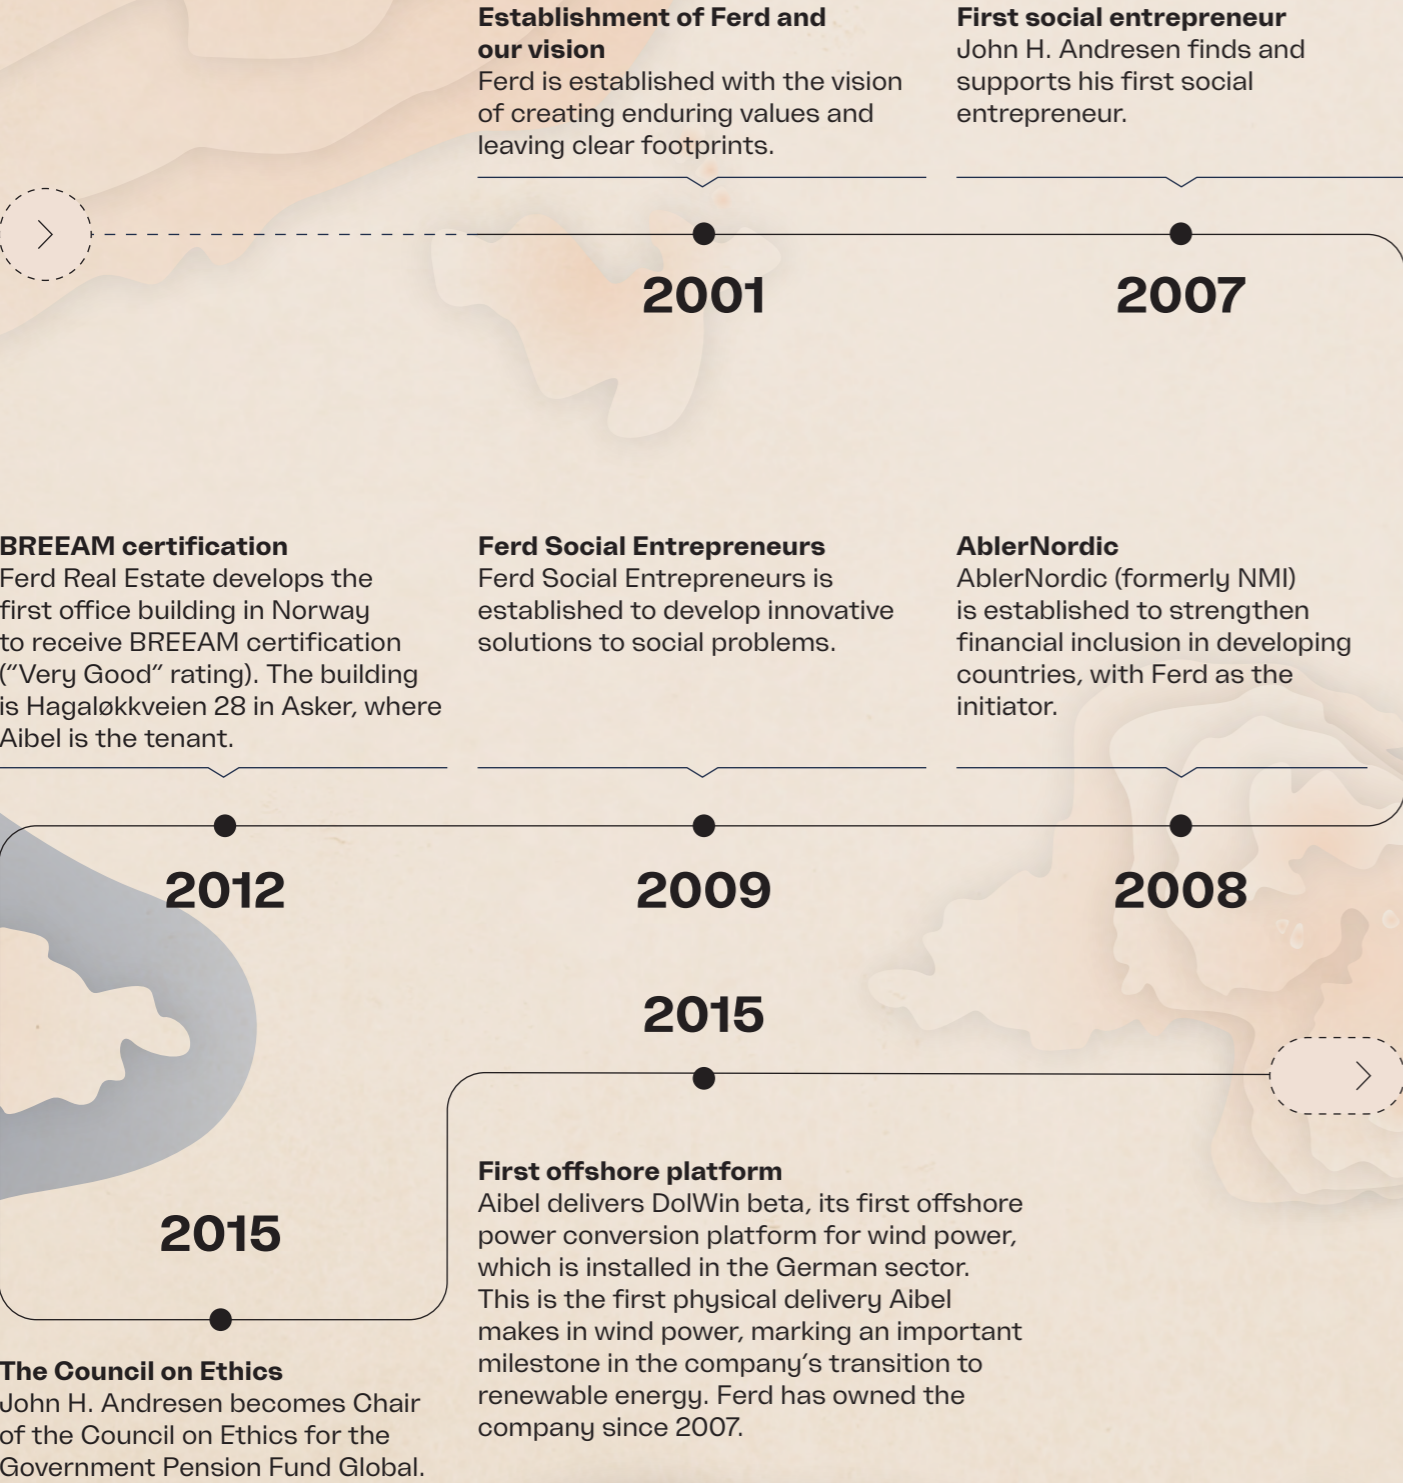 Establishment of Ferd and
our vision
Ferd is established with the vision
of creating enduring values and
leaving clear footprints.
2001
First social entrepreneur
John H. Andresen finds and
supports his first social
entrepreneur.
2007
AblerNordic
AblerNordic (formerly NMI)
is established to strengthen
financial inclusion in developing
countries, with Ferd as the
initiator.
2008
Ferd Social Entrepreneurs
Ferd Social Entrepreneurs is
established to develop innovative
solutions to social problems.
2009
BREEAM certification
Ferd Real Estate develops the
first office building in Norway
to receive BREEAM certification
(“Very Good” rating). The building
is Hagaløkkveien 28 in Asker, where
Aibel is the tenant.
2012
2015
The Council on Ethics
John H. Andresen becomes Chair
of the Council on Ethics for the
Government Pension Fund Global.
2015
First offshore platform
Aibel delivers DolWin beta, its first offshore
power conversion platform for wind power,
which is installed in the German sector.
This is the first physical delivery Aibel
makes in wind power, marking an important
milestone in the company’s transition to
renewable energy. Ferd has owned the
company since 2007.